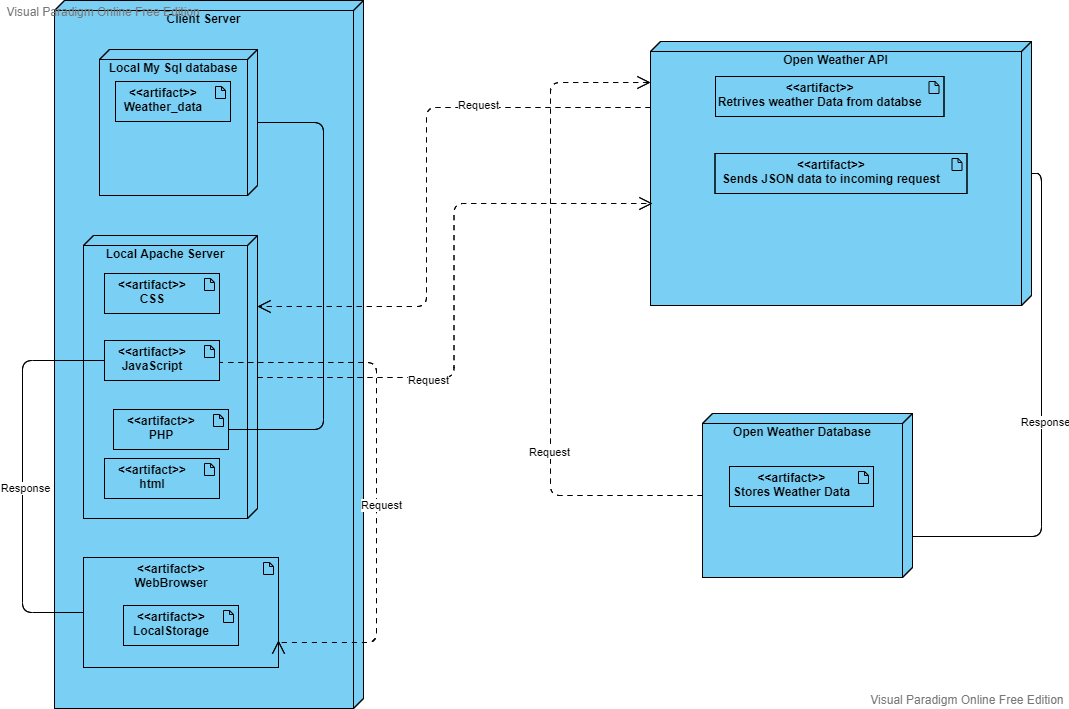 Visual Paradigm Online Free Edition
Client Server
Local My Sql database
<<artifact>>
Weather_data
Local Apache Server
<<artifact>>
CSS
<<artifact>>
JavaScript
<<artifact>>
PHP
<<artifact>>
html
<<artifact>>
WebBrowser
<<artifact>>
LocalStorage
Response
Request
Request
Request
Request
Open Weather API
<<artifact>>
Retrives weather Data from databse
<<artifact>>
Sends JSON data to incoming request
Response
Open Weather Database
<<artifact>>
Stores Weather Data
Visual Paradigm Online Free Edition